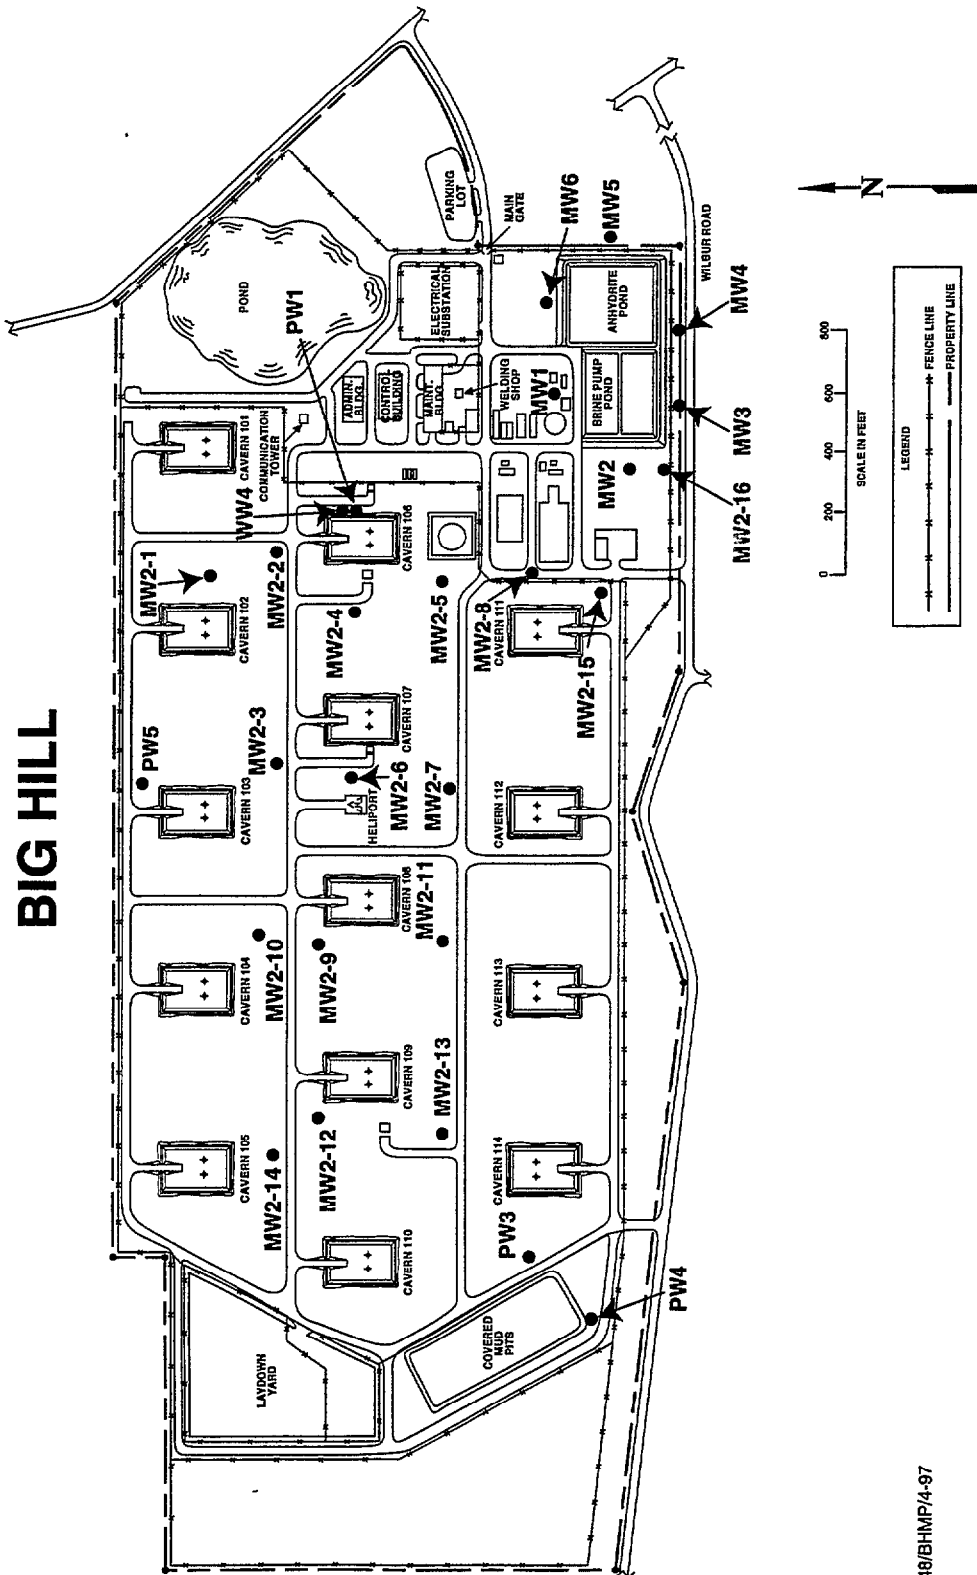 BIG HILL
LAYDOWN
YARD
COVERED
MUD
PITS
PW4
PW3
CAVERN 105
MW2-14
CAVERN 110
MW2-12
CAVERN 109
MW2-13
CAVERN 114
CAVERN 104
MW2-10
MW2-9
CAVERN 108
MW2-11
CAVERN 113
PW5
CAVERN 103
MW2-3
HELIPORT
MW2-6
MW2-7
CAVERN 112
CAVERN 107
MW2-1
CAVERN 102
MW2-2
MW2-4
MW2-5
MW2-8
CAVERN 111
MW2-15
CAVERN 101
COMMUNICATION
TOWER
WW4
PW1
CAVERN 106
POND
ADMIN.
BLDG.
CONTROL
BUILDING
MAINT.
BLDG.
ELECTRICAL
SUBSTATION
WELDING
SHOP
MW1
PARKING
LOT
MAIN
GATE
MW6
MW5
BRINE PUMP
POND
ANHYDRITE
POND
MW2
MW2-16
MW3
MW4
WILBUR ROAD
N
0 200 400 600 800
SCALE IN FEET
LEGEND
FENCE LINE
PROPERTY LINE
48/BHMP/4-97